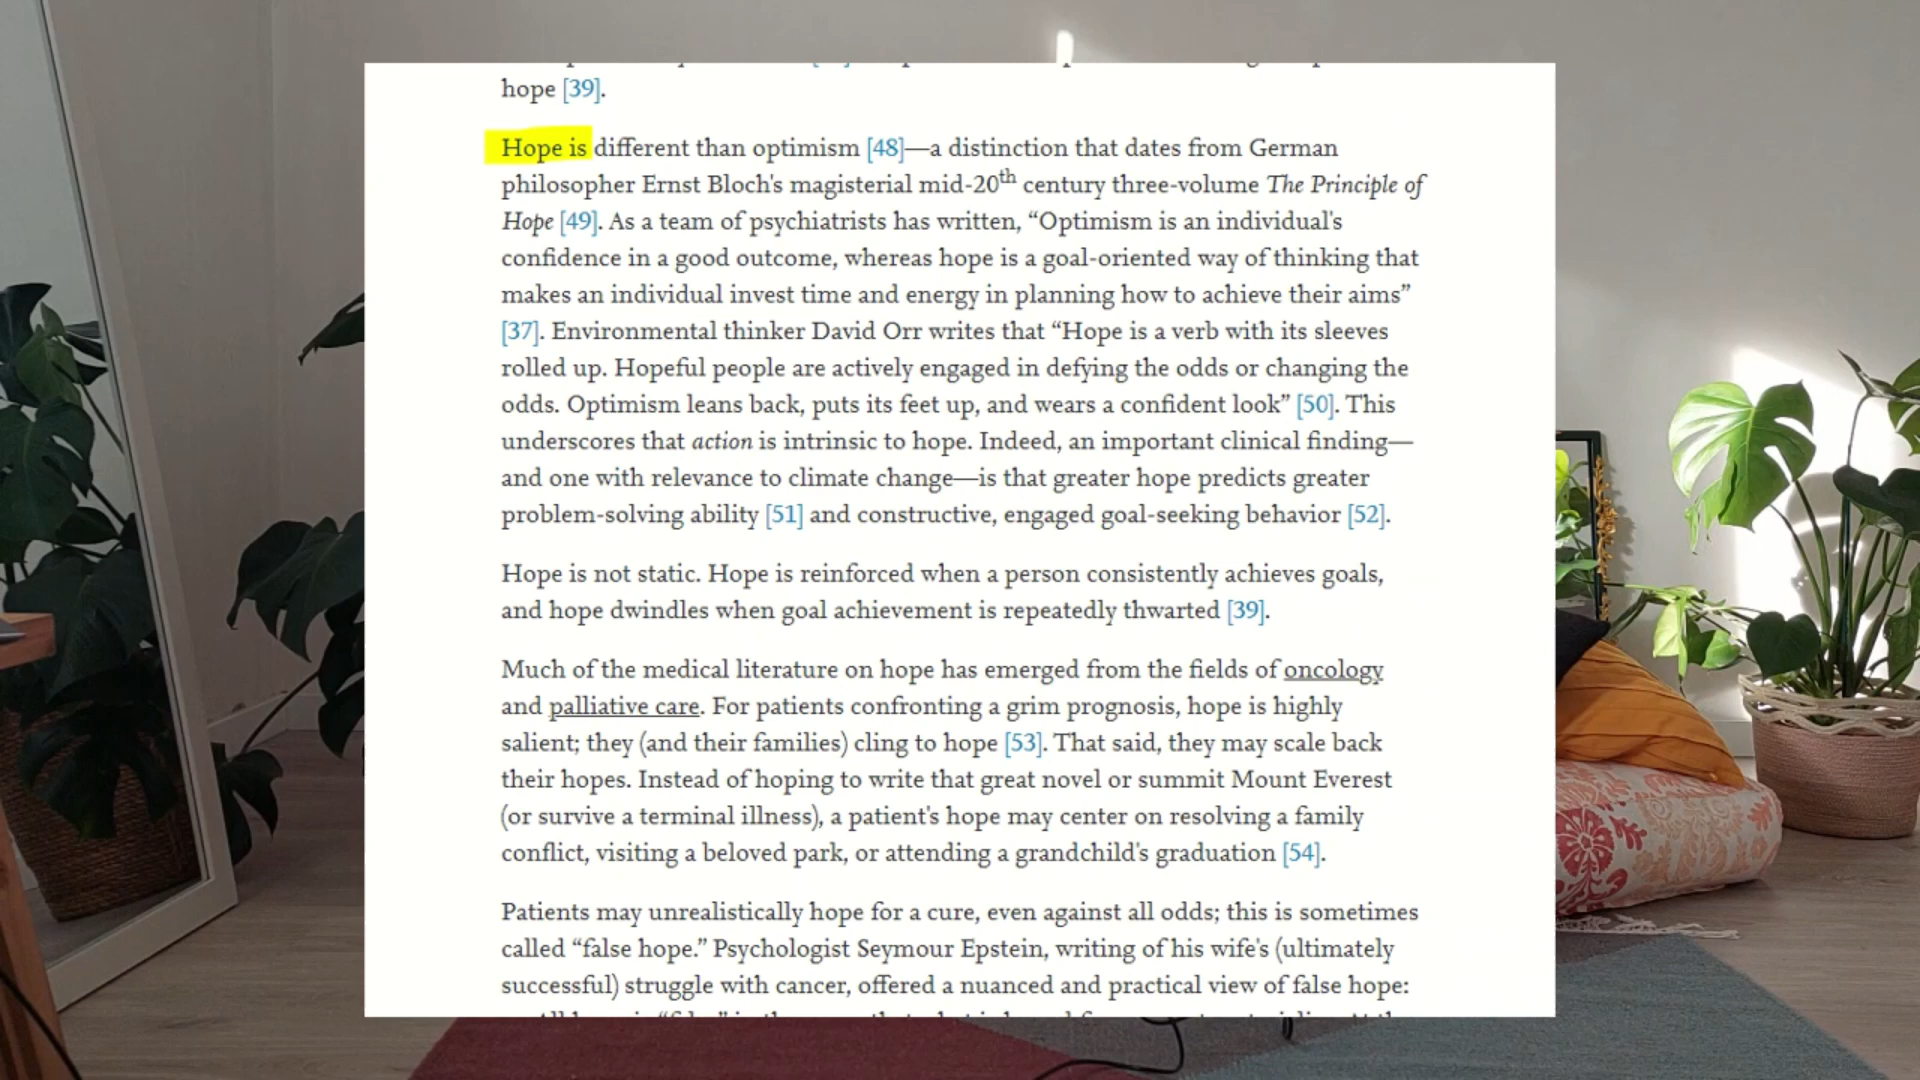 hope [39].
Hope is different than optimism [48]—a distinction that dates from German
philosopher Ernst Bloch's magisterial mid-20th century three-volume The Principle of
Hope [49]. As a team of psychiatrists has written, “Optimism is an individual's
confidence in a good outcome, whereas hope is a goal-oriented way of thinking that
makes an individual invest time and energy in planning how to achieve their aims”
[37]. Environmental thinker David Orr writes that “Hope is a verb with its sleeves
rolled up. Hopeful people are actively engaged in defying the odds or changing the
odds. Optimism leans back, puts its feet up, and wears a confident look” [50]. This
underscores that action is intrinsic to hope. Indeed, an important clinical finding—
and one with relevance to climate change—is that greater hope predicts greater
problem-solving ability [51] and constructive, engaged goal-seeking behavior [52].
Hope is not static. Hope is reinforced when a person consistently achieves goals,
and hope dwindles when goal achievement is repeatedly thwarted [39].
Much of the medical literature on hope has emerged from the fields of oncology
and palliative care. For patients confronting a grim prognosis, hope is highly
salient; they (and their families) cling to hope [53]. That said, they may scale back
their hopes. Instead of hoping to write that great novel or summit Mount Everest
(or survive a terminal illness), a patient's hope may center on resolving a family
conflict, visiting a beloved park, or attending a grandchild's graduation [54].
Patients may unrealistically hope for a cure, even against all odds; this is sometimes
called “false hope.” Psychologist Seymour Epstein, writing of his wife's (ultimately
successful) struggle with cancer, offered a nuanced and practical view of false hope: